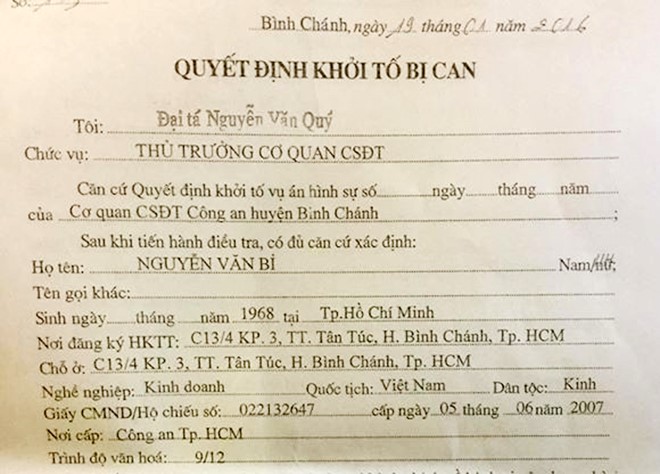 Số:
Bình Chánh, ngày 19 tháng 01 năm 2016
QUYẾT ĐỊNH KHỞI TỐ BỊ CAN
Tôi: Đại tá Nguyễn Văn Quý
Chức vụ: THỦ TRƯỞNG CƠ QUAN CSĐT
Căn cứ Quyết định khởi tố vụ án hình sự số ngày tháng năm
của Cơ quan CSĐT Công an huyện Bình Chánh ;
Sau khi tiến hành điều tra, có đủ căn cứ xác định:
Họ tên: NGUYỄN VĂN BỈ Nam/nữ;
Tên gọi khác:
Sinh ngày tháng năm 1968 tại Tp.Hồ Chí Minh
Nơi đăng ký HKTT: C13/4 KP. 3, TT. Tân Túc, H. Bình Chánh, Tp. HCM
Chỗ ở: C13/4 KP. 3, TT. Tân Túc, H. Bình Chánh, Tp. HCM
Nghề nghiệp: Kinh doanh Quốc tịch: Việt Nam Dân tộc: Kinh
Giấy CMND/Hộ chiếu số: 022132647 cấp ngày 05 tháng 06 năm 2007
Nơi cấp: Công an Tp. HCM
Trình độ văn hoá: 9/12